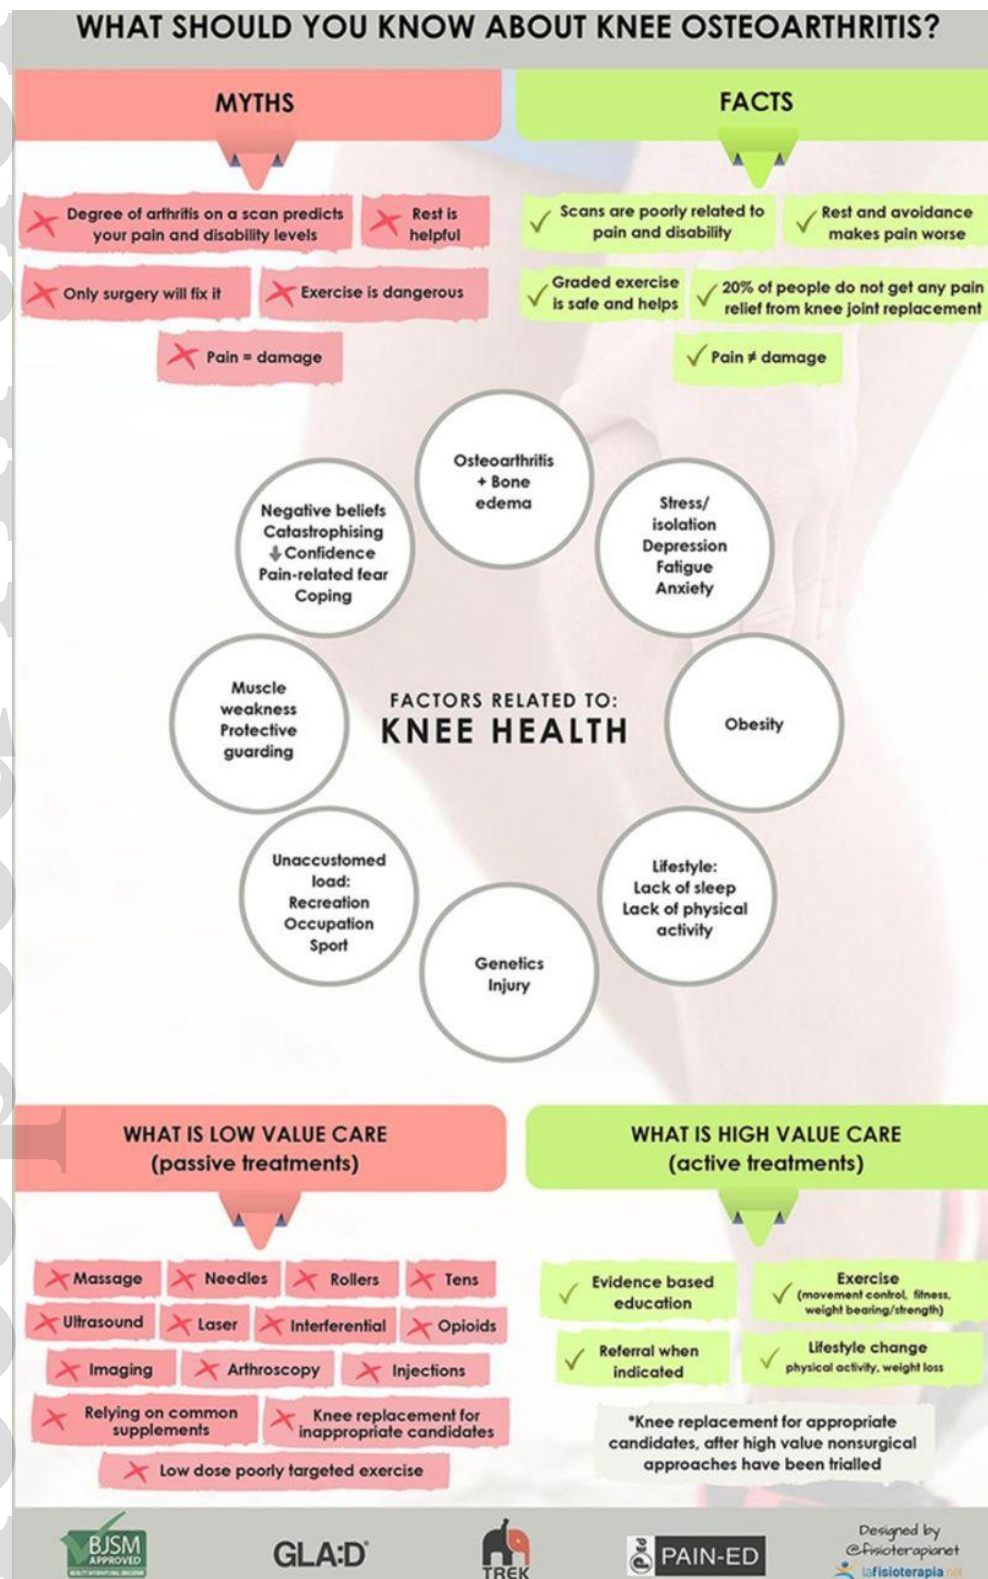 WHAT SHOULD YOU KNOW ABOUT KNEE OSTEOARTHRITIS?
MYTHS
Degree of arthritis on a scan predicts
your pain and disability levels
Rest is
helpful
Only surgery will fix it
Exercise is dangerous
Pain = damage
FACTS
Scans are poorly related to
pain and disability
Rest and avoidance
makes pain worse
Graded exercise
is safe and helps
20% of people do not get any pain
relief from knee joint replacement
Pain ≠ damage
Osteoarthritis
+ Bone
edema
Negative beliefs
Catastrophising
↓ Confidence
Pain-related fear
Coping
Stress/
isolation
Depression
Fatigue
Anxiety
Muscle
weakness
Protective
guarding
FACTORS RELATED TO:
KNEE HEALTH
Obesity
Unaccustomed
load:
Recreation
Occupation
Sport
Lifestyle:
Lack of sleep
Lack of physical
activity
Genetics
Injury
WHAT IS LOW VALUE CARE
(passive treatments)
Massage
Needles
Rollers
Tens
Ultrasound
Laser
Interferential
Opioids
Imaging
Arthroscopy
Injections
Relying on common
supplements
Knee replacement for
inappropriate candidates
Low dose poorly targeted exercise
WHAT IS HIGH VALUE CARE
(active treatments)
Evidence based
education
Exercise
(movement control, fitness,
weight bearing/strength)
Referral when
indicated
Lifestyle change
physical activity, weight loss
*Knee replacement for appropriate
candidates, after high value nonsurgical
approaches have been trialled
BJSM
APPROVED
GLA:D
TREK
PAIN-ED
Designed by
@fisioterapianet
lafisioterapia.net